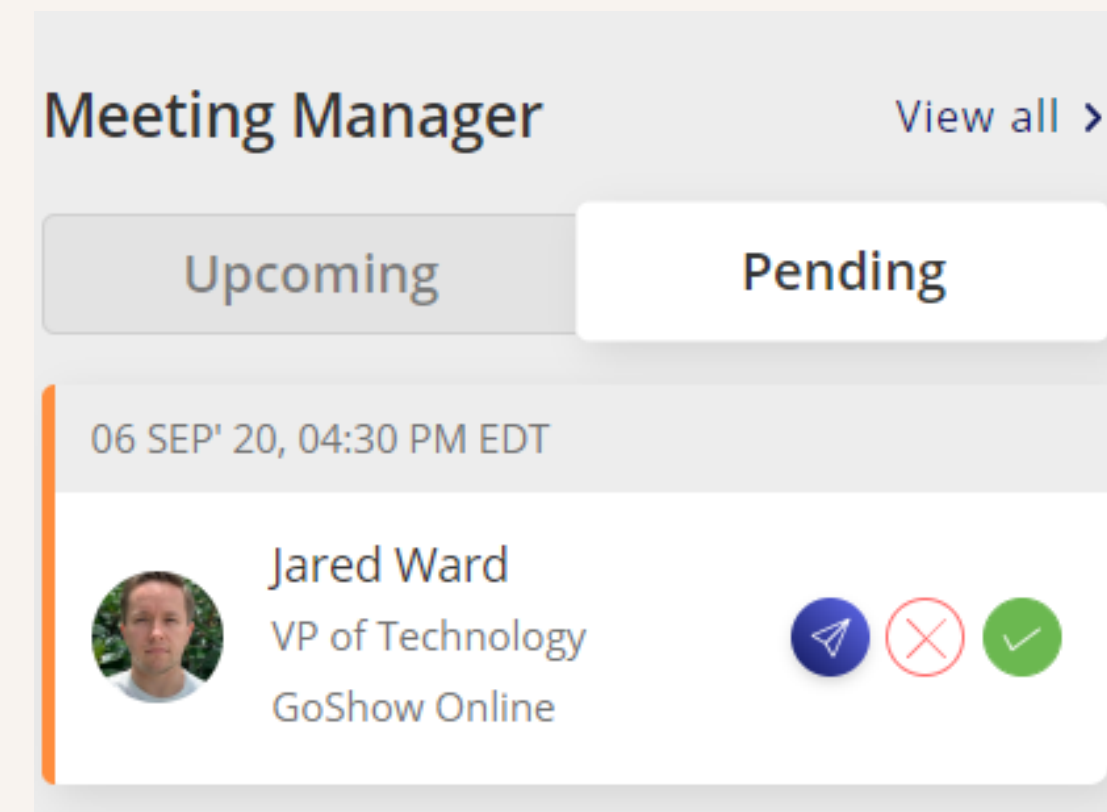 Meeting Manager
View all
Upcoming
Pending
06 SEP' 20, 04:30 PM EDT
Jared Ward
VP of Technology
GoShow Online